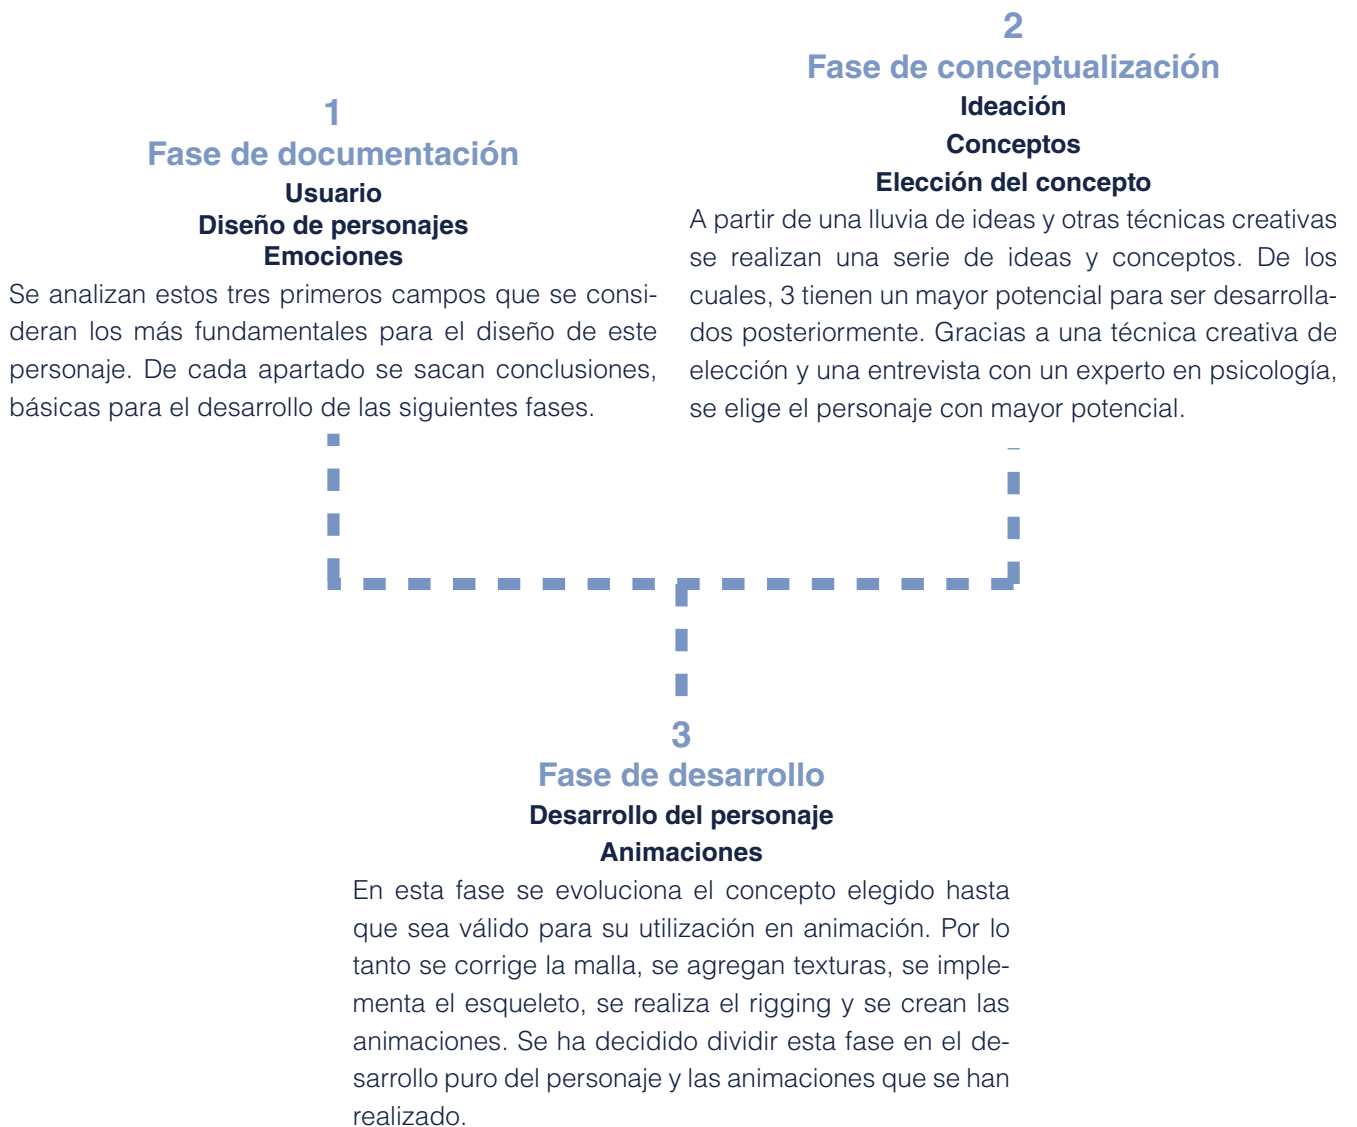 1
Fase de documentación
Usuario
Diseño de personajes
Emociones
Se analizan estos tres primeros campos que se consi-
deran los más fundamentales para el diseño de este
personaje. De cada apartado se sacan conclusiones,
básicas para el desarrollo de las siguientes fases.
2
Fase de conceptualización
Ideación
Conceptos
Elección del concepto
A partir de una lluvia de ideas y otras técnicas creativas
se realizan una serie de ideas y conceptos. De los
cuales, 3 tienen un mayor potencial para ser desarrolla-
dos posteriormente. Gracias a una técnica creativa de
elección y una entrevista con un experto en psicología,
se elige el personaje con mayor potencial.
3
Fase de desarrollo
Desarrollo del personaje
Animaciones
En esta fase se evoluciona el concepto elegido hasta
que sea válido para su utilización en animación. Por lo
tanto se corrige la malla, se agregan texturas, se imple-
menta el esqueleto, se realiza el rigging y se crean las
animaciones. Se ha decidido dividir esta fase en el de-
sarrollo puro del personaje y las animaciones que se han
realizado.